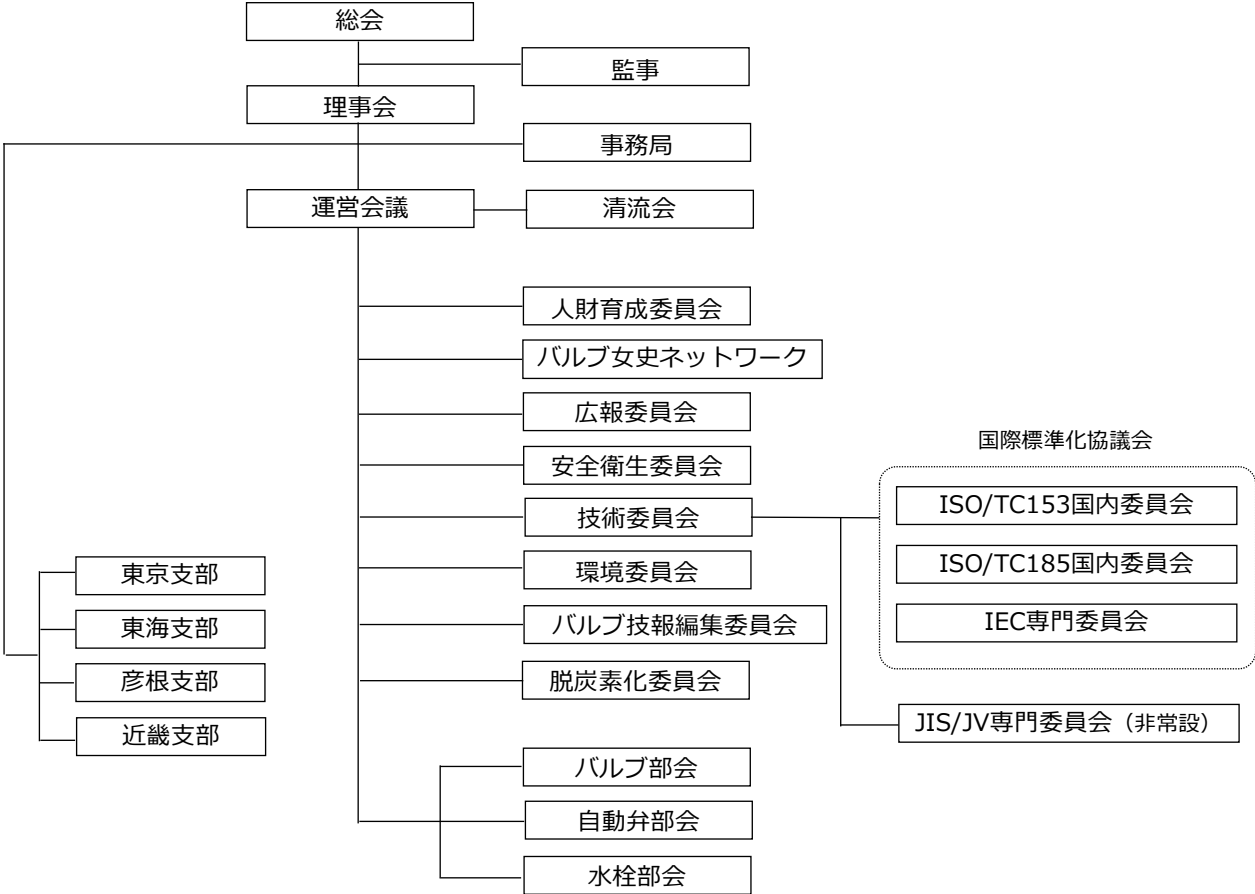 総会
監事
理事会
事務局
運営会議
清流会
人財育成委員会
バルブ女史ネットワーク
広報委員会
安全衛生委員会
技術委員会
環境委員会
バルブ技報編集委員会
脱炭素化委員会
バルブ部会
自動弁部会
水栓部会
国際標準化協議会
ISO/TC153国内委員会
ISO/TC185国内委員会
IEC専門委員会
JIS/JV専門委員会（非常設）
東京支部
東海支部
彦根支部
近畿支部